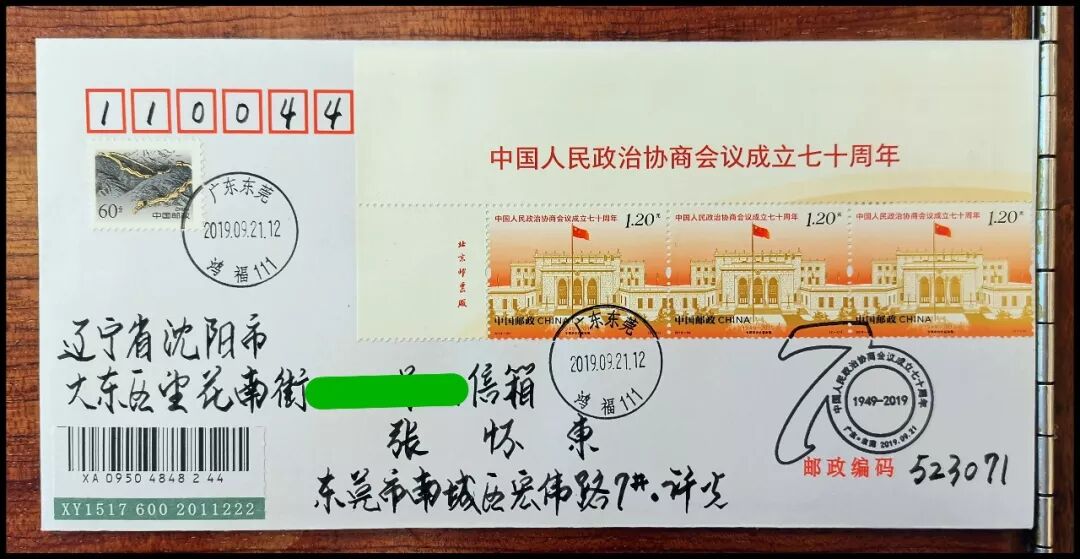 110044
中国人民政治协商会议成立七十周年
60分
中国邮政
广东东莞
2019.09.21.12
鸿福111
北京邮票厂
中国人民政治协商会议成立七十周年 1.20元
中国邮政 CHINA
中国人民政治协商会议成立七十周年 1.20元
中国邮政 CHINA
中国人民政治协商会议成立七十周年 1.20元
中国邮政 CHINA
广东东莞
2019.09.21.12
鸿福111
辽宁省沈阳市
大东区望花南街
信箱
张怀东
XA 0950 4848 2 44
XY1517 600 2011222
70
中国人民政治协商会议成立七十周年
1949-2019
2019.09.21
邮政编码 523071
东莞市南城区宏伟路7#.许光